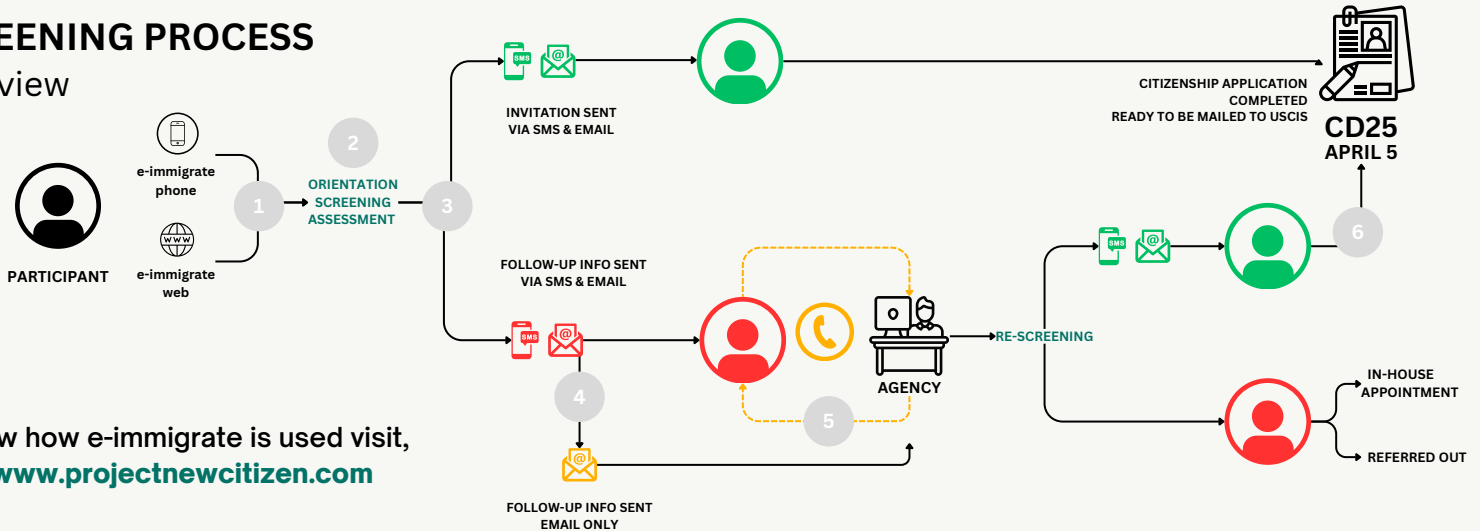 EENING PROCESS
view
PARTICIPANT
e-immigrate
phone
WWW
e-immigrate
web
1
2
ORIENTATION
SCREENING
ASSESSMENT
3
SMS
@
INVITATION SENT
VIA SMS & EMAIL
CITIZENSHIP APPLICATION
COMPLETED
READY TO BE MAILED TO USCIS
CD25
APRIL 5
FOLLOW-UP INFO SENT
VIA SMS & EMAIL
SMS
@
4
@
FOLLOW-UP INFO SENT
EMAIL ONLY
5
AGENCY
RE-SCREENING
SMS
@
6
IN-HOUSE
APPOINTMENT
REFERRED OUT
w how e-immigrate is used visit,
www.projectnewcitizen.com